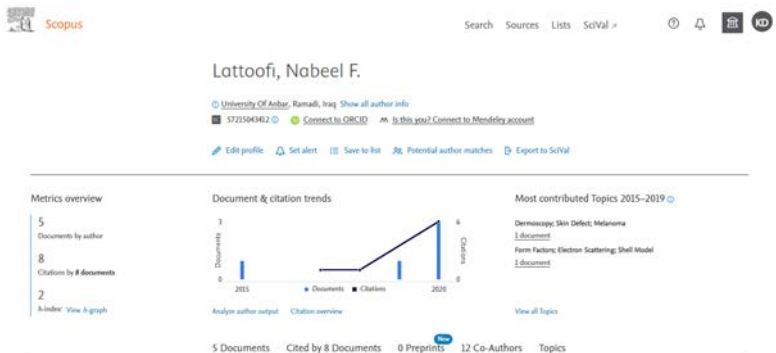 Scopus
Search Sources Lists SciVal
KD
Lattoofi, Nabeel F.
University Of Anbar, Ramadi, Iraq Show all author info
57215043412 Connect to ORCID Is this you? Connect to Mendeley account
Edit profile Set alert Save to list Potential author matches Export to SciVal
Metrics overview
5
Documents by author
8
Citations by 8 documents
2
h-index: View h-graph
Document & citation trends
3
6
Documents
Citations
0
0
2015
Documents Citations
2020
Analyze author output Citation overview
Most contributed Topics 2015–2019
Dermoscopy; Skin Defect; Melanoma
1 document
Form Factors; Electron Scattering; Shell Model
1 document
View all Topics
New
5 Documents Cited by 8 Documents 0 Preprints 12 Co-Authors Topics